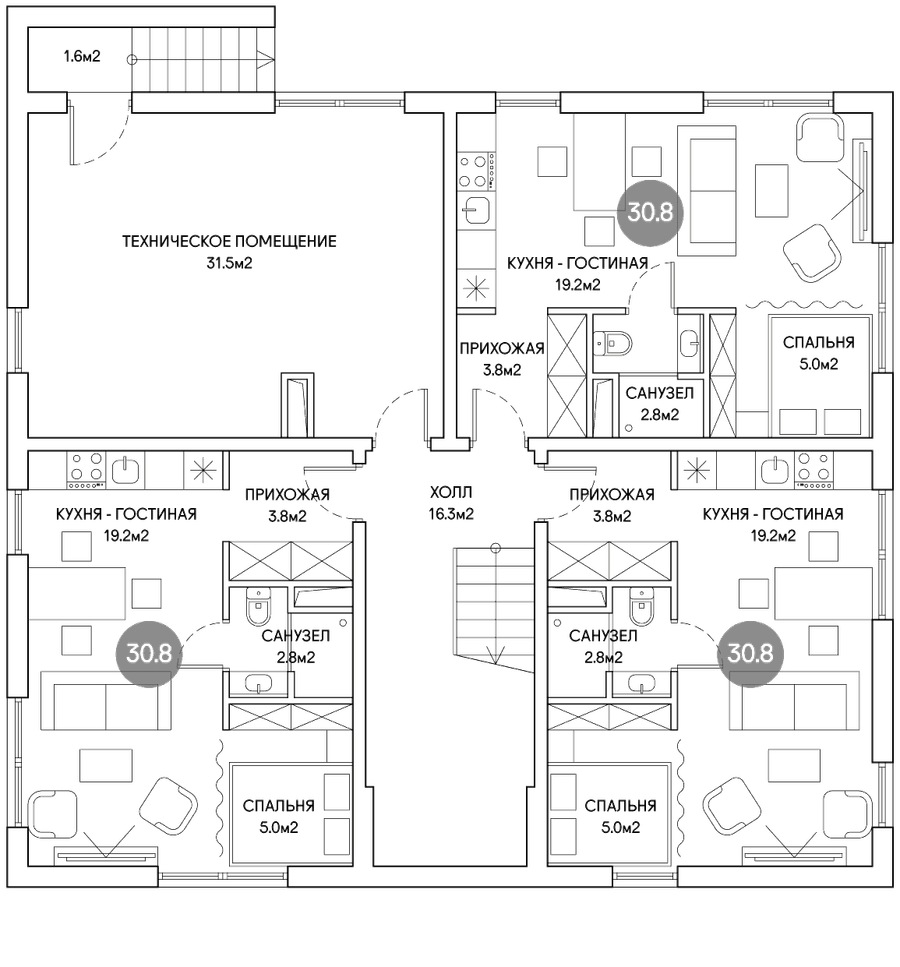 1.6м2
ТЕХНИЧЕСКОЕ ПОМЕЩЕНИЕ
31.5м2
30.8
КУХНЯ - ГОСТИНАЯ
19.2м2
ПРИХОЖАЯ
3.8м2
СПАЛЬНЯ
5.0м2
САНУЗЕЛ
2.8м2
ПРИХОЖАЯ
3.8м2
КУХНЯ - ГОСТИНАЯ
19.2м2
ХОЛЛ
16.3м2
ПРИХОЖАЯ
3.8м2
КУХНЯ - ГОСТИНАЯ
19.2м2
30.8
САНУЗЕЛ
2.8м2
САНУЗЕЛ
2.8м2
30.8
СПАЛЬНЯ
5.0м2
СПАЛЬНЯ
5.0м2